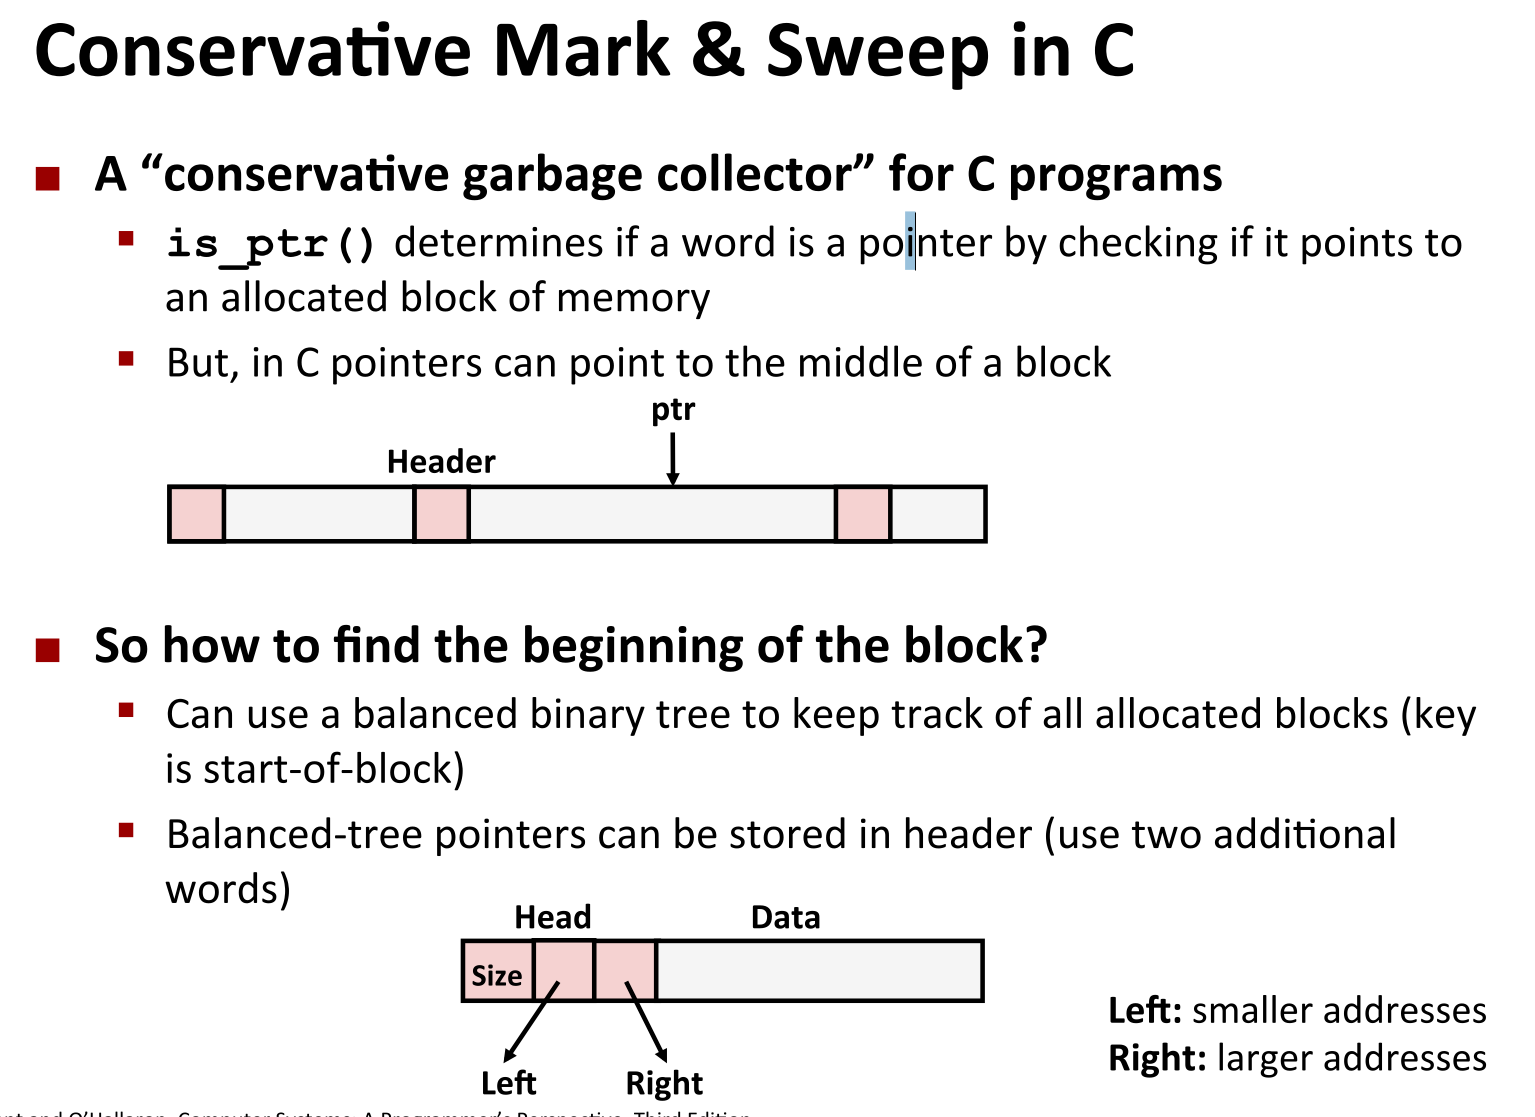 Conservative Mark & Sweep in C
A “conservative garbage collector” for C programs
is_ptr() determines if a word is a pointer by checking if it points to
an allocated block of memory
But, in C pointers can point to the middle of a block
ptr
Header
So how to find the beginning of the block?
Can use a balanced binary tree to keep track of all allocated blocks (key
is start-of-block)
Balanced-tree pointers can be stored in header (use two additional
words)
Head Data
Size
Left: smaller addresses
Right: larger addresses
Left Right
and O’Hallaron, Computer Systems: A Programmer’s Perspective, Third Edition